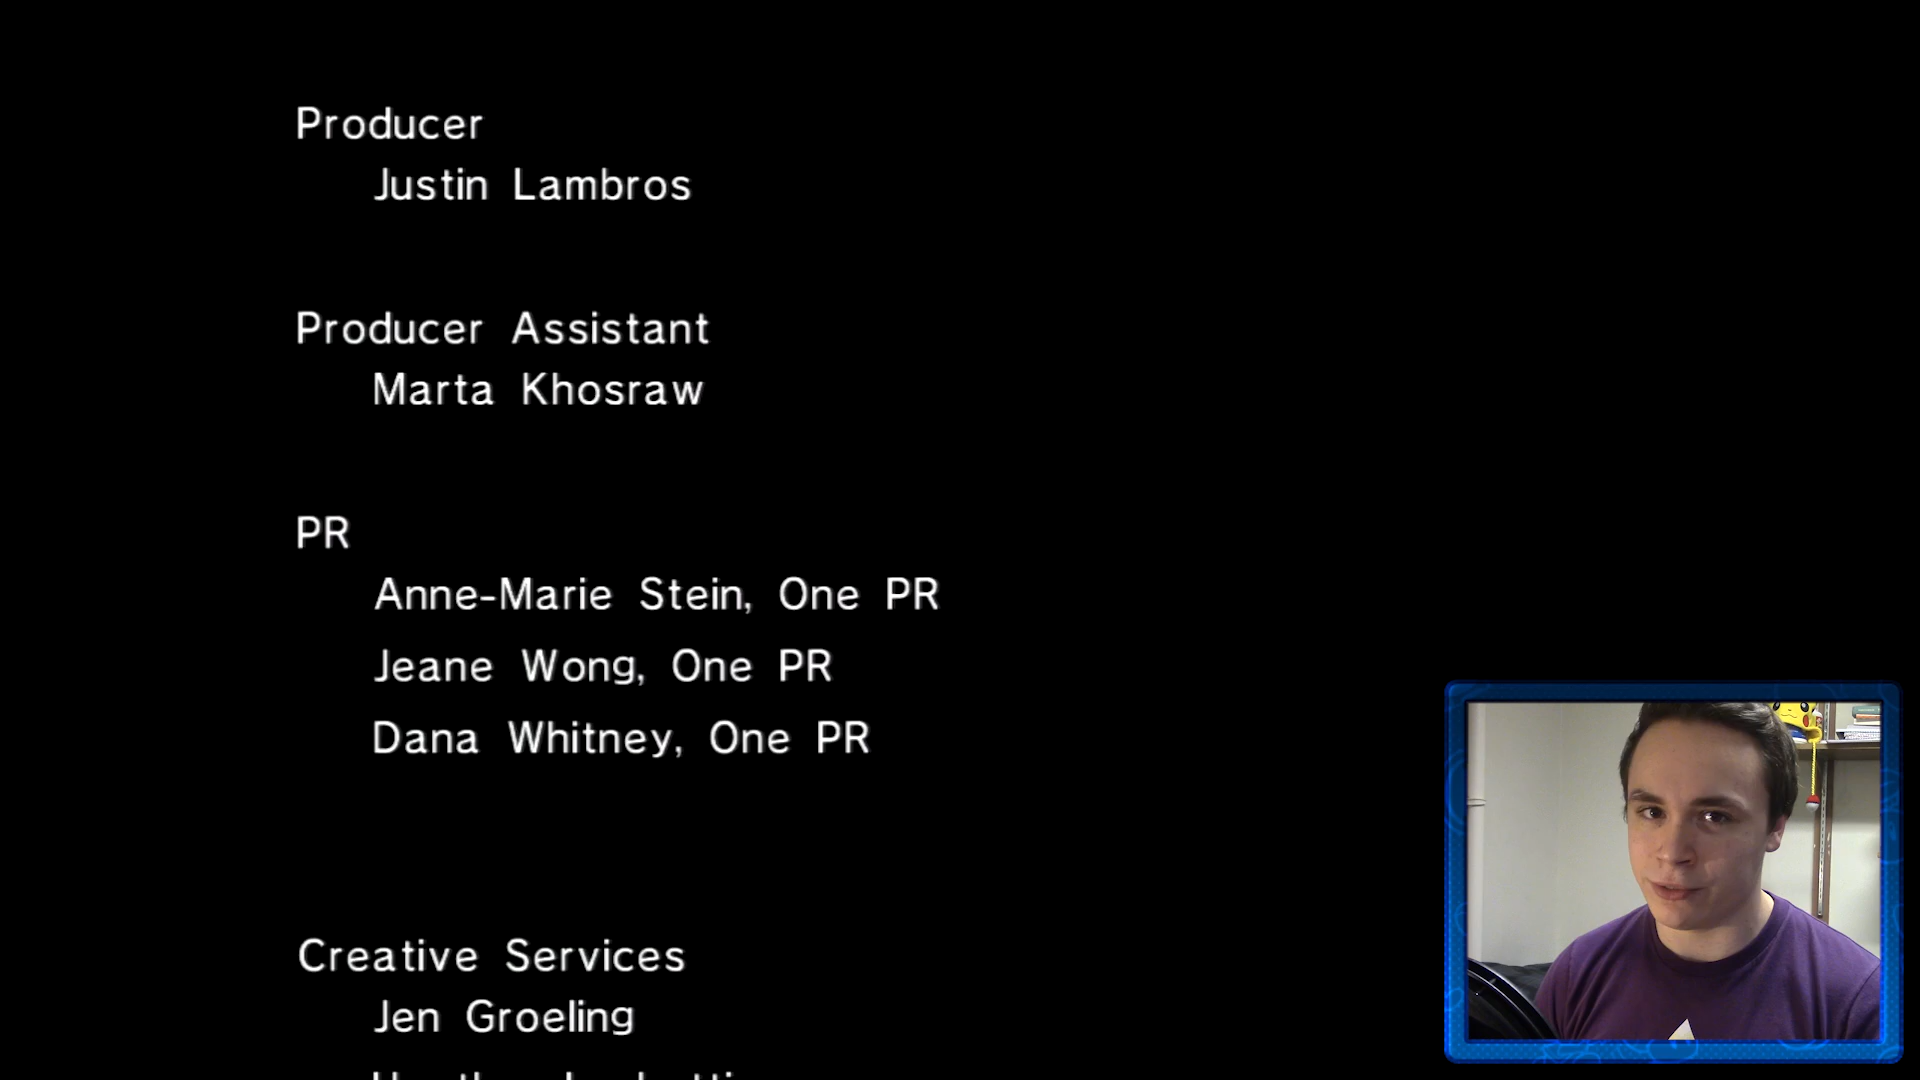 Producer
Justin Lambros
Producer Assistant
Marta Khosraw
PR
Anne-Marie Stein, One PR
Jeane Wong, One PR
Dana Whitney, One PR
Creative Services
Jen Groeling